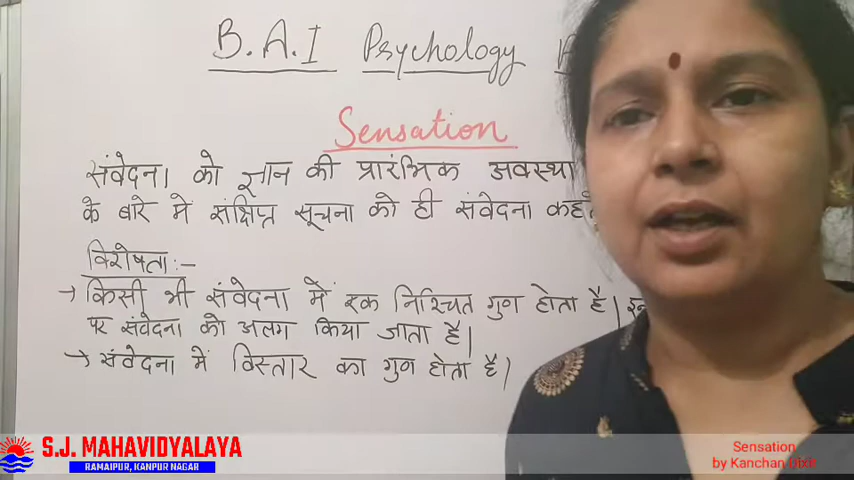 B.A.I Psychology
Sensation
संवेदना को ज्ञान की प्रारंभिक अवस्था
के बारे मे संक्षिप्त सूचना को ही संवेदना
विशेषता:-
→ किसी भी संवेदना में एक निश्चित गुण होता है।
पर संवेदना को अलग किया जाता है।
→ संवेदना में विस्तार का गुण होता है।
S.J. MAHAVIDYALAYA
RAMAIPUR, KANPUR NAGAR
Sensation
by Kanchan Dixit